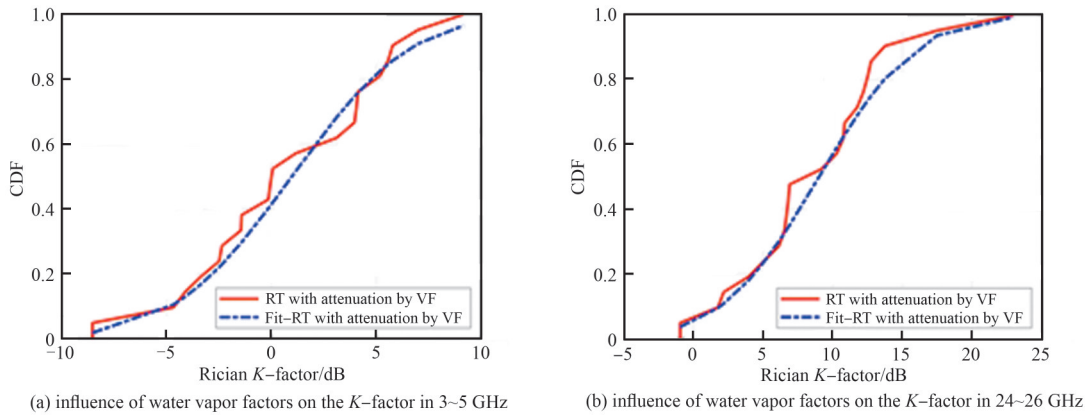 1.0
0.8
0.6
0.4
0.2
0
CDF
−10
−5
0
5
10
Rician K−factor/dB
RT with attenuation by VF
Fit−RT with attenuation by VF
(a) influence of water vapor factors on the K−factor in 3~5 GHz
1.0
0.8
0.6
0.4
0.2
0
CDF
−5
0
5
10
15
20
25
Rician K−factor/dB
RT with attenuation by VF
Fit−RT with attenuation by VF
(b) influence of water vapor factors on the K−factor in 24~26 GHz